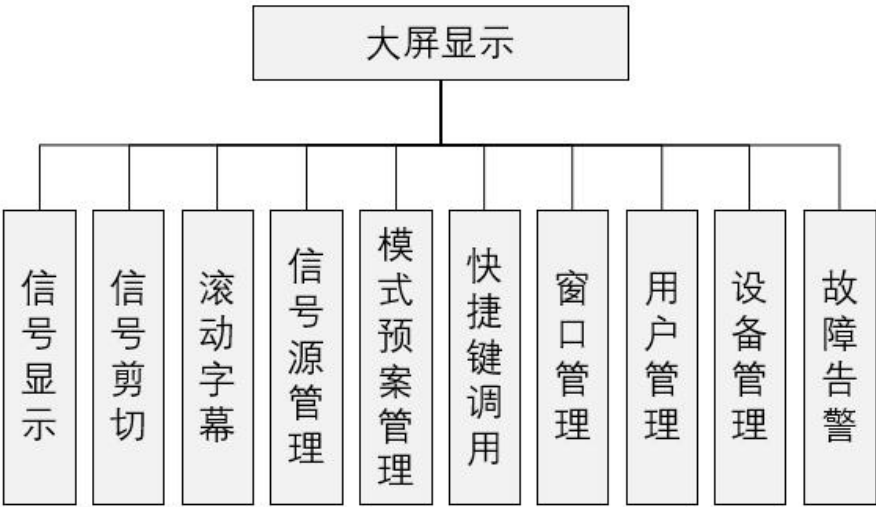 大屏显示
信号显示
信号剪切
滚动字幕
信号源管理
模式预案管理
快捷键调用
窗口管理
用户管理
设备管理
故障告警